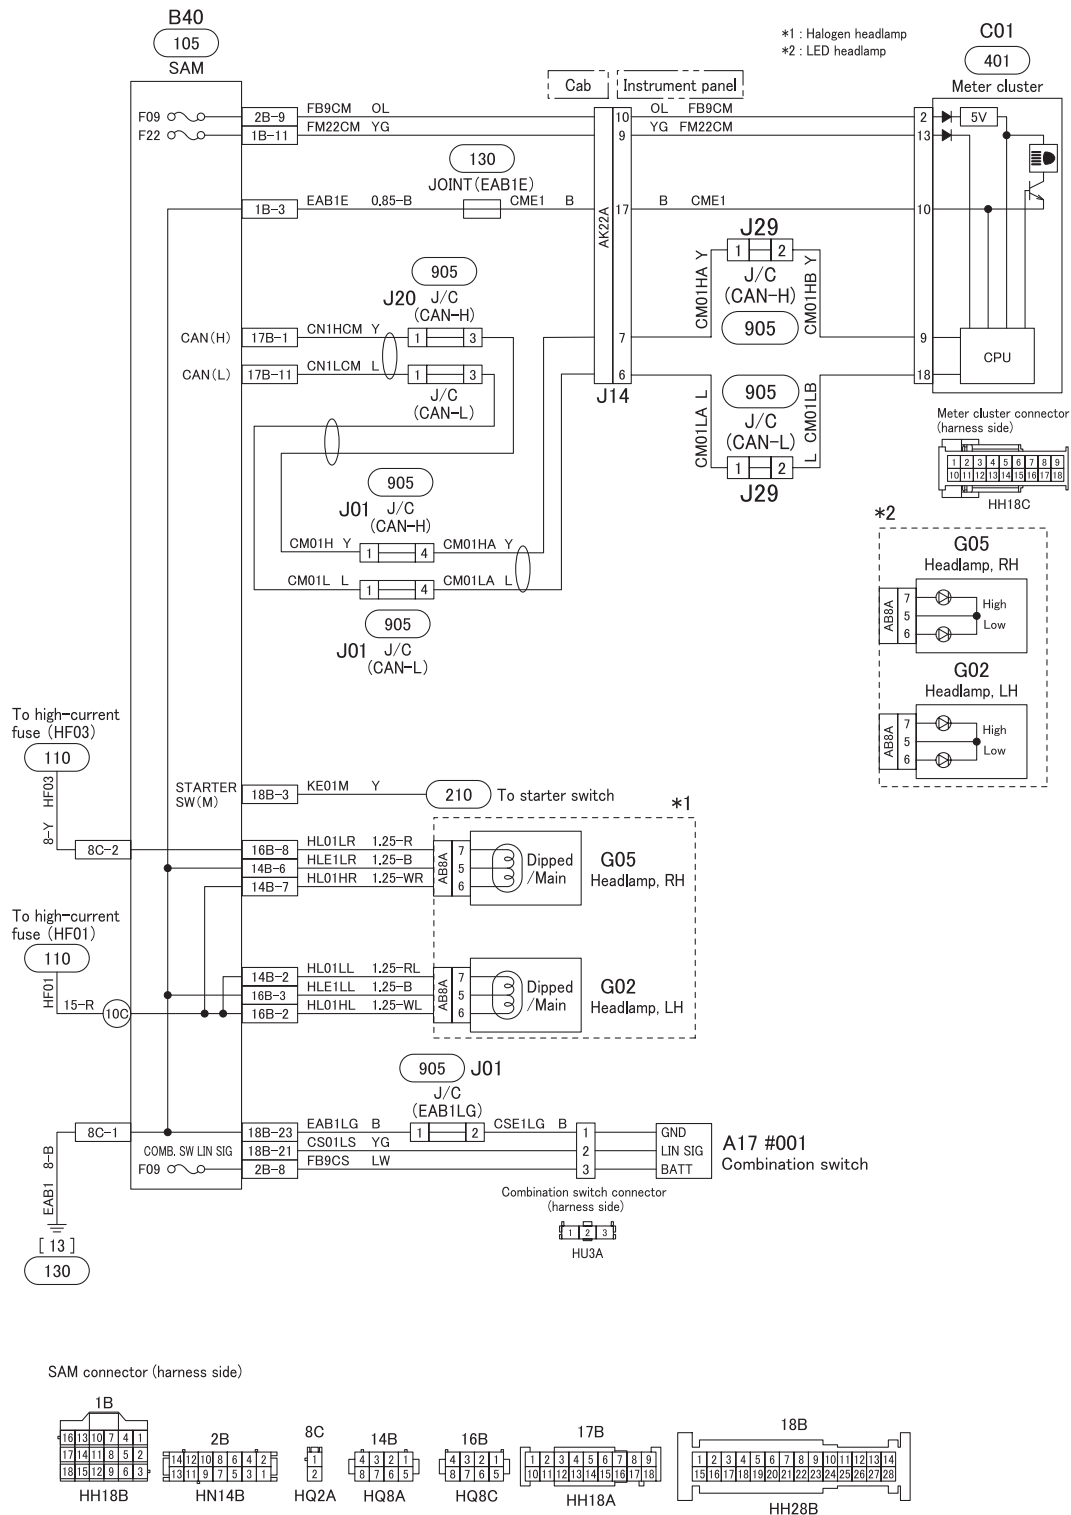 B40
105
SAM
*1 : Halogen headlamp
*2 : LED headlamp
C01
401
Meter cluster
Cab
Instrument panel
F09 2B-9 FB9CM OL 10 OL FB9CM 2 5V
F22 1B-11 FM22CM YG 9 YG FM22CM 13
130
JOINT(EAB1E)
1B-3 EAB1E 0.85-B CME1 B 17 B CME1 10
AK22A
J29
1 2
J/C
(CAN-H)
905
CM01HA Y
CM01HB Y
905
J20 J/C
(CAN-H)
CAN(H) 17B-1 CN1HCM Y 1 3 7 9
CAN(L) 17B-11 CN1LCM L 1 3 6 18
CPU
J/C
(CAN-L)
J14
905
J/C
(CAN-L)
1 2
J29
CM01LA L
L CM01LB
Meter cluster connector
(harness side)
1 2 3 4 5 6 7 8 9
10 11 12 13 14 15 16 17 18
HH18C
905
J01 J/C
(CAN-H)
CM01H Y 1 4 CM01HA Y
CM01L L 1 4 CM01LA L
905
J01 J/C
(CAN-L)
*2
G05
Headlamp, RH
AB8A
7 High
5
6 Low
G02
Headlamp, LH
AB8A
7 High
5
6 Low
To high-current
fuse (HF03)
110
8-Y HF03
8C-2
STARTER
SW(M)
18B-3 KE01M Y 210 To starter switch
*1
16B-8 HL01LR 1.25-R 7
14B-6 HLE1LR 1.25-B 5
14B-7 HL01HR 1.25-WR 6
AB8A
Dipped
/Main
G05
Headlamp, RH
To high-current
fuse (HF01)
110
HF01
15-R 10C
14B-2 HL01LL 1.25-RL 7
16B-3 HLE1LL 1.25-B 5
16B-2 HL01HL 1.25-WL 6
AB8A
Dipped
/Main
G02
Headlamp, LH
905 J01
J/C
(EAB1LG)
8C-1
18B-23 EAB1LG B 1 2 CSE1LG B 1 GND
COMB. SW LIN SIG 18B-21 CS01LS YG 2 LIN SIG
F09 2B-8 FB9CS LW 3 BATT
A17 #001
Combination switch
EAB1 8-B
[ 13 ]
130
Combination switch connector
(harness side)
1 2 3
HU3A
SAM connector (harness side)
1B
16 13 10 7 4 1
17 14 11 8 5 2
18 15 12 9 6 3
HH18B
2B
14 12 10 8 6 4 2
13 11 9 7 5 3 1
HN14B
8C
1
2
HQ2A
14B
4 3 2 1
8 7 6 5
HQ8A
16B
4 3 2 1
8 7 6 5
HQ8C
17B
1 2 3 4 5 6 7 8 9
10 11 12 13 14 15 16 17 18
HH18A
18B
1 2 3 4 5 6 7 8 9 10 11 12 13 14
15 16 17 18 19 20 21 22 23 24 25 26 27 28
HH28B